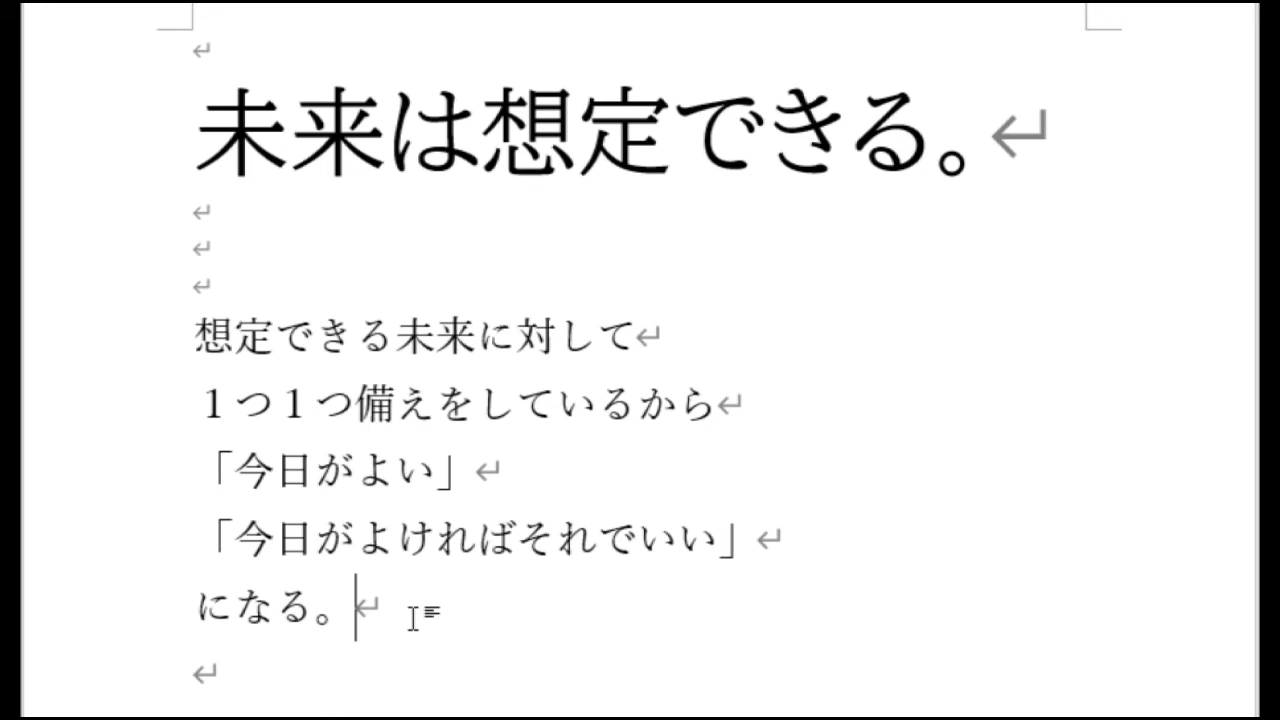 未来は想定できる。
想定できる未来に対して
１つ１つ備えをしているから
「今日がよい」
「今日がよければそれでいい」
になる。